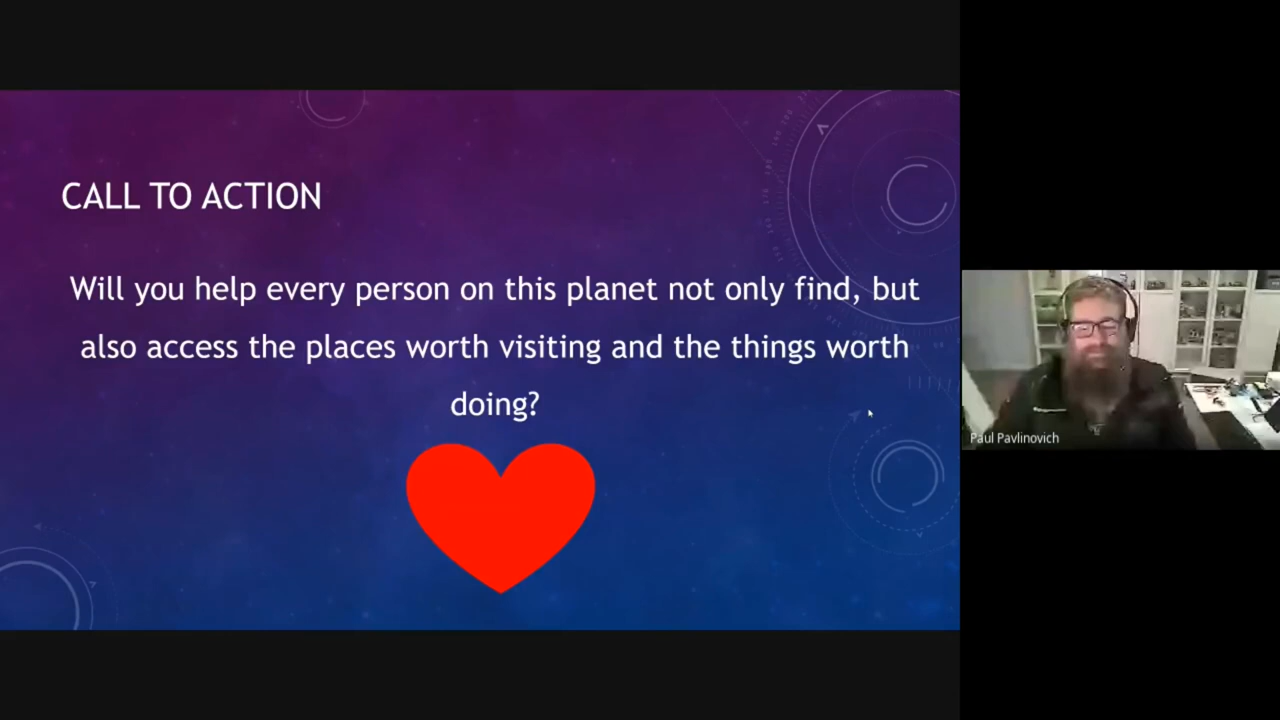 CALL TO ACTION
Will you help every person on this planet not only find, but
also access the places worth visiting and the things worth
doing?
Paul Pavlinovich